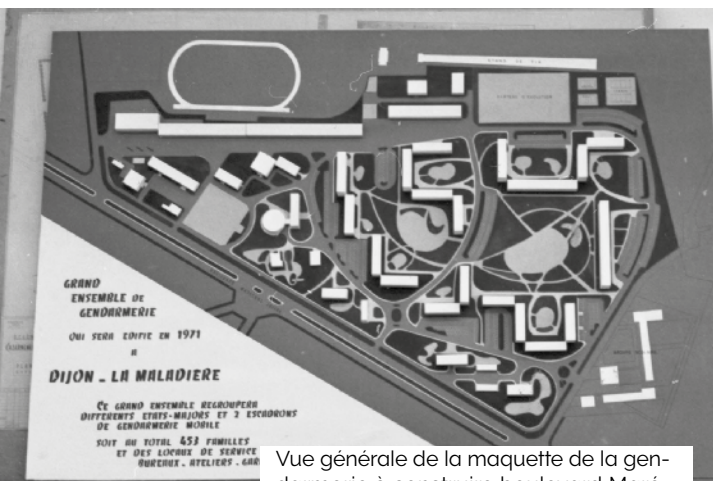 GRAND
ENSEMBLE DE
GENDARMERIE
QUI SERA EDIFIE EN 1971
A
DIJON - LA MALADIERE
CE GRAND ENSEMBLE REGROUPERA
DIFFERENTS ETATS-MAJORS ET 2 ESCADRONS
DE GENDARMERIE MOBILE
SOIT AU TOTAL 453 FAMILLES
ET DES LOCAUX DE SERVICE
BUREAUX - ATELIERS - GAR
Vue générale de la maquette de la gen-